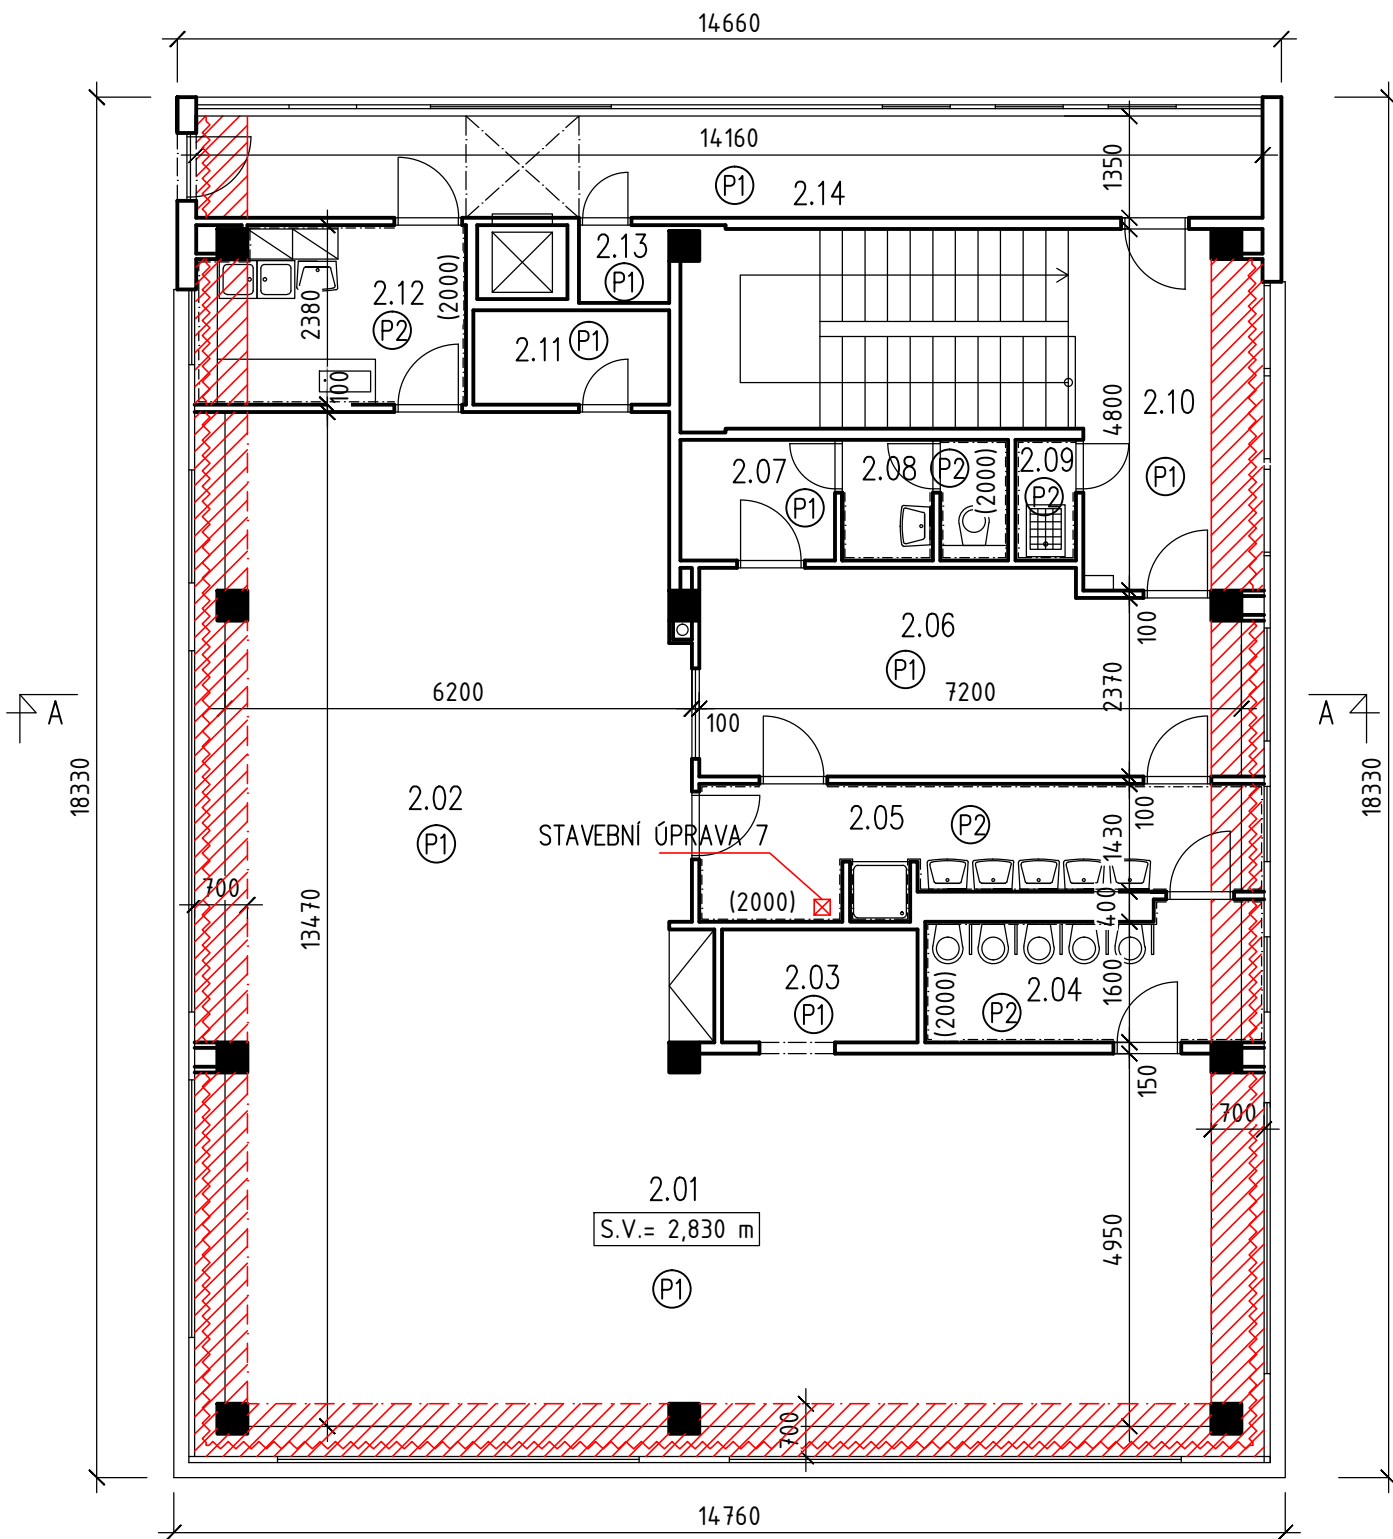 14660
14160
P1
2.14
1350
2.13
P1
2.12
P2
(2000)
2380
100
2.11
P1
2.10
4800
P1
2.07
P1
2.08
P2
(2000)
2.09
P2
2.06
P1
100
2370
6200
7200
100
A
A
18330
18330
2.02
P1
STAVEBNÍ ÚPRAVA 7
2.05
P2
1430
100
700
(2000)
400
13470
2.03
P1
2.04
P2
(2000)
1600
150
700
2.01
S.V.= 2,830 m
P1
4950
700
14760